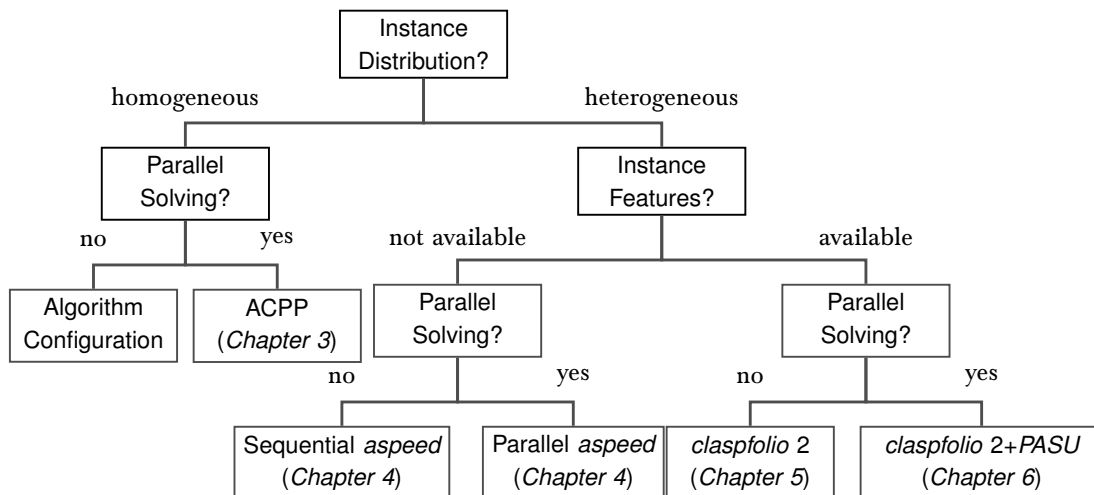 Instance
Distribution?
homogeneous
heterogeneous
Parallel
Solving?
Instance
Features?
no
yes
not available
available
Algorithm
Configuration
ACPP
(Chapter 3)
Parallel
Solving?
Parallel
Solving?
no
yes
no
yes
Sequential aspeed
(Chapter 4)
Parallel aspeed
(Chapter 4)
claspfolio 2
(Chapter 5)
claspfolio 2+PASU
(Chapter 6)